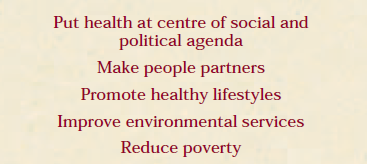 Put health at centre of social and
political agenda
Make people partners
Promote healthy lifestyles
Improve environmental services
Reduce poverty